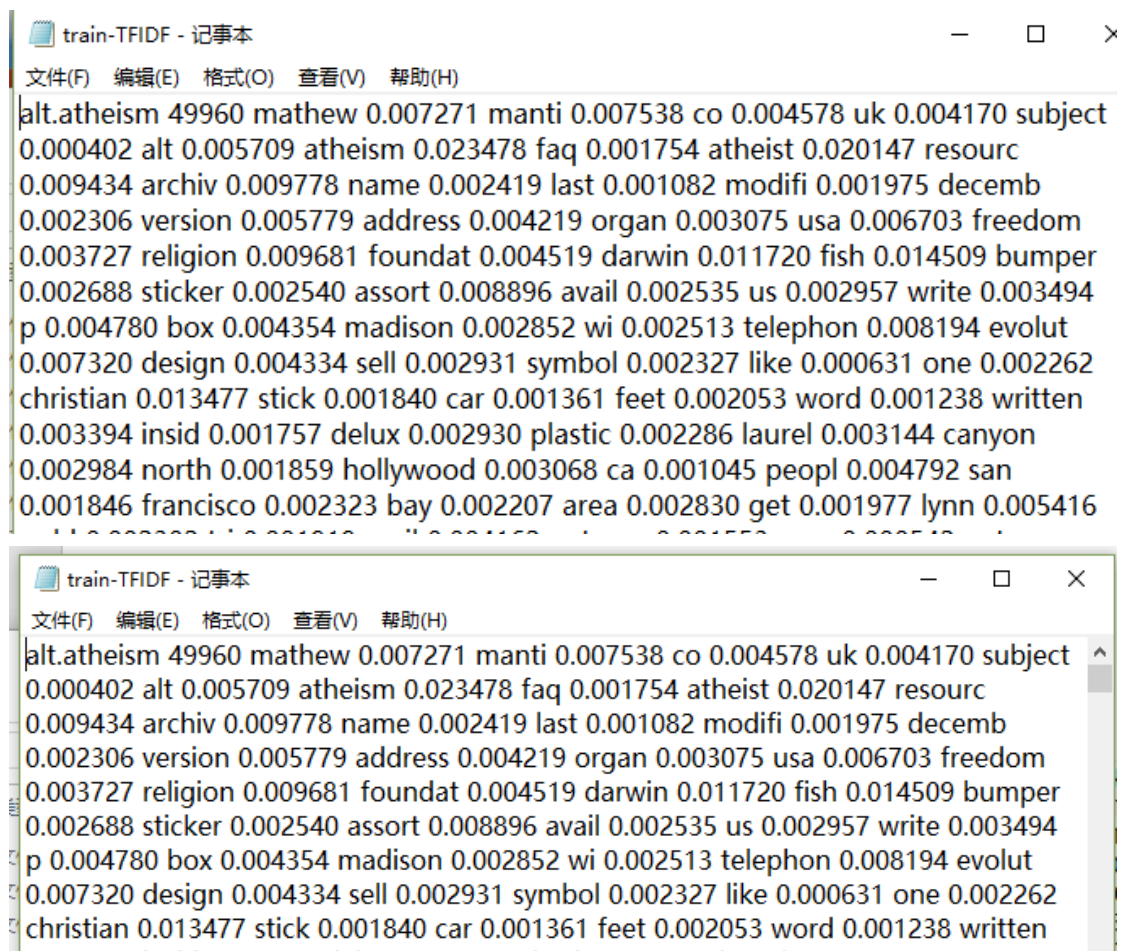 train-TFIDF - 记事本
文件(F) 编辑(E) 格式(O) 查看(V) 帮助(H)
alt.atheism 49960 mathew 0.007271 manti 0.007538 co 0.004578 uk 0.004170 subject
0.000402 alt 0.005709 atheism 0.023478 faq 0.001754 atheist 0.020147 resourc
0.009434 archiv 0.009778 name 0.002419 last 0.001082 modifi 0.001975 decemb
0.002306 version 0.005779 address 0.004219 organ 0.003075 usa 0.006703 freedom
0.003727 religion 0.009681 foundat 0.004519 darwin 0.011720 fish 0.014509 bumper
0.002688 sticker 0.002540 assort 0.008896 avail 0.002535 us 0.002957 write 0.003494
p 0.004780 box 0.004354 madison 0.002852 wi 0.002513 telephon 0.008194 evolut
0.007320 design 0.004334 sell 0.002931 symbol 0.002327 like 0.000631 one 0.002262
christian 0.013477 stick 0.001840 car 0.001361 feet 0.002053 word 0.001238 written
0.003394 insid 0.001757 delux 0.002930 plastic 0.002286 laurel 0.003144 canyon
0.002984 north 0.001859 hollywood 0.003068 ca 0.001045 peopl 0.004792 san
0.001846 francisco 0.002323 bay 0.002207 area 0.002830 get 0.001977 lynn 0.005416
train-TFIDF - 记事本
文件(F) 编辑(E) 格式(O) 查看(V) 帮助(H)
alt.atheism 49960 mathew 0.007271 manti 0.007538 co 0.004578 uk 0.004170 subject
0.000402 alt 0.005709 atheism 0.023478 faq 0.001754 atheist 0.020147 resourc
0.009434 archiv 0.009778 name 0.002419 last 0.001082 modifi 0.001975 decemb
0.002306 version 0.005779 address 0.004219 organ 0.003075 usa 0.006703 freedom
0.003727 religion 0.009681 foundat 0.004519 darwin 0.011720 fish 0.014509 bumper
0.002688 sticker 0.002540 assort 0.008896 avail 0.002535 us 0.002957 write 0.003494
p 0.004780 box 0.004354 madison 0.002852 wi 0.002513 telephon 0.008194 evolut
0.007320 design 0.004334 sell 0.002931 symbol 0.002327 like 0.000631 one 0.002262
christian 0.013477 stick 0.001840 car 0.001361 feet 0.002053 word 0.001238 written